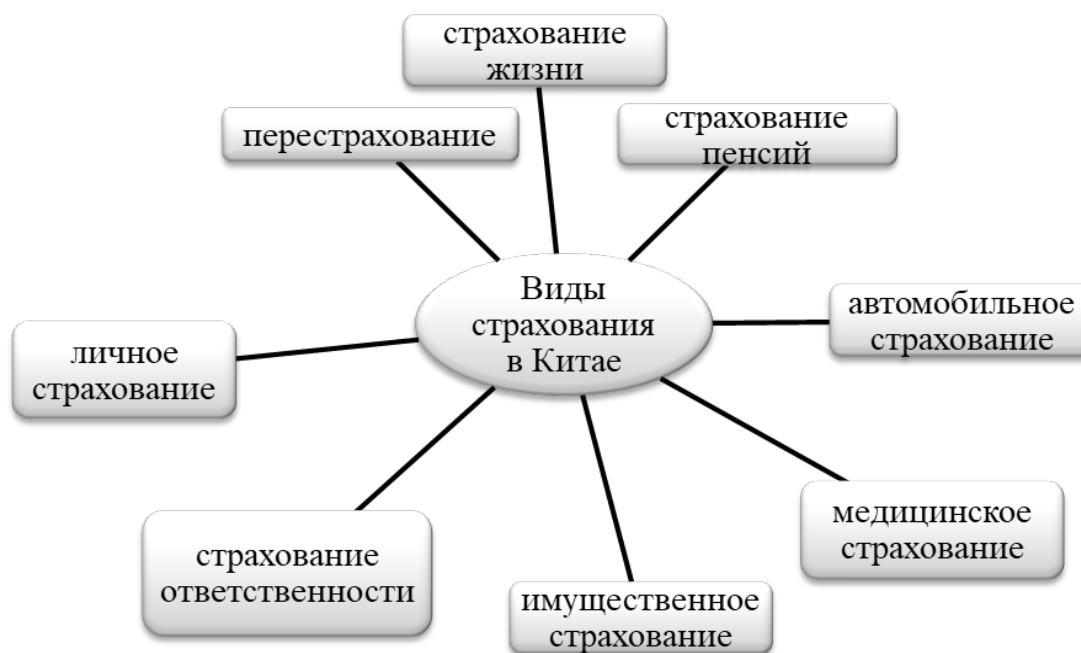 страхование
жизни
перестрахование
страхование
пенсий
Виды
страхования
в Китае
автомобильное
страхование
личное
страхование
медицинское
страхование
страхование
ответственности
имущественное
страхование